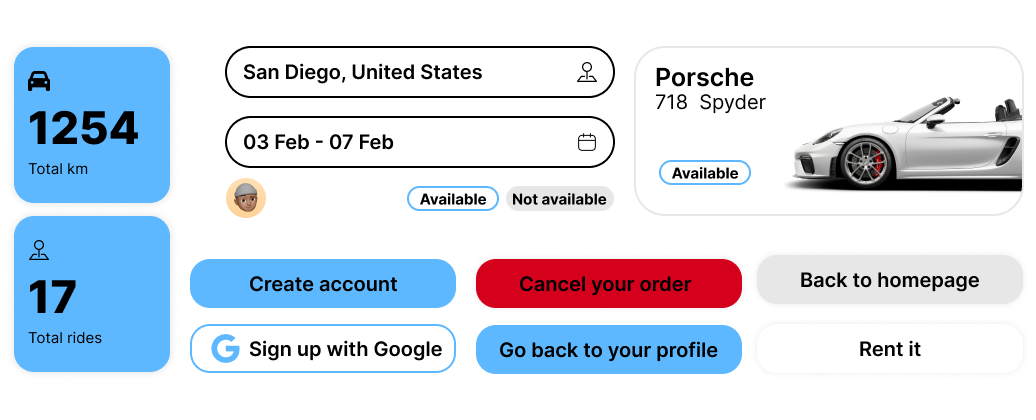 1254
Total km
17
Total rides
San Diego, United States
03 Feb - 07 Feb
Available
Not available
Porsche
718 Spyder
Available
Create account
Cancel your order
Back to homepage
Sign up with Google
Go back to your profile
Rent it